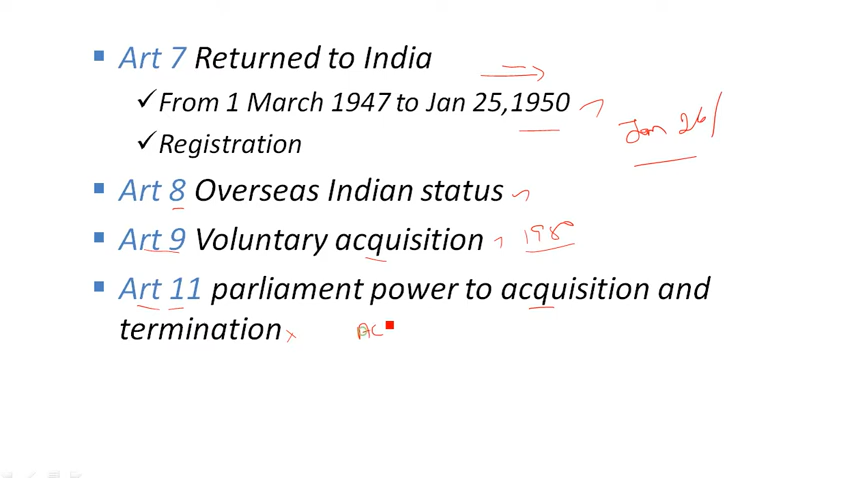 Art 7 Returned to India
✓From 1 March 1947 to Jan 25,1950
Jan 26/
✓Registration
Art 8 Overseas Indian status
Art 9 Voluntary acquisition
Art 11 parliament power to acquisition and
termination
AC